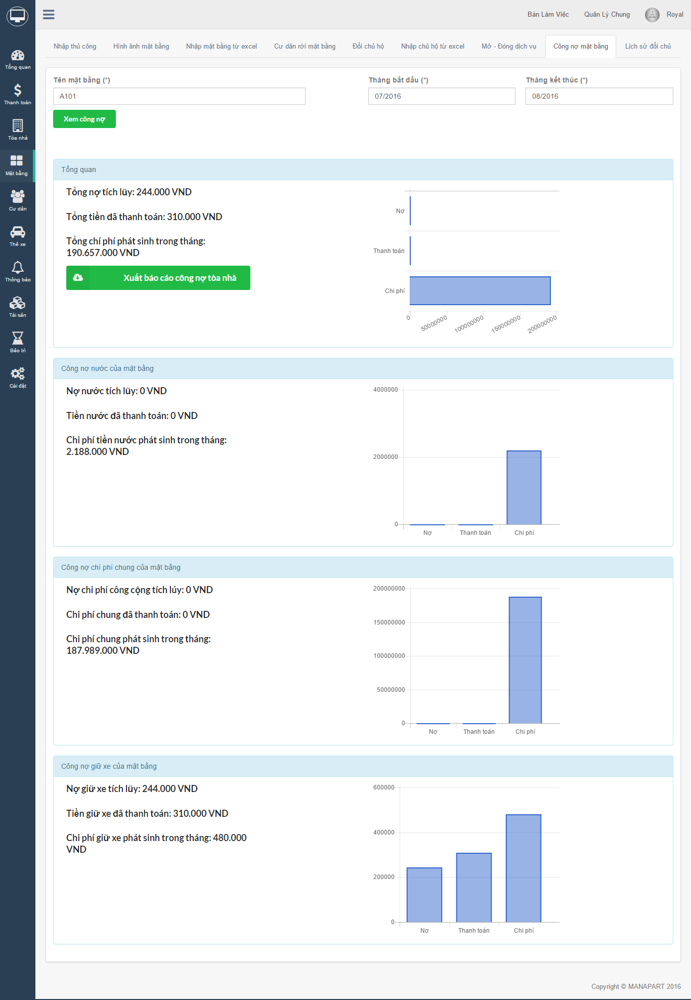 Bàn Làm Việc Quản Lý Chung Royal
Tổng quan
Thanh toán
Tòa nhà
Mặt bằng
Cư dân
Thẻ xe
Thông báo
Tài sản
Bảo trì
Cài đặt
Nhập thủ công Hình ảnh mặt bằng Nhập mặt bằng từ excel Cư dân rời mặt bằng Đổi chủ hộ Nhập chủ hộ từ excel Mở - Đóng dịch vụ Công nợ mặt bằng Lịch sử đổi chủ
Tên mặt bằng (*) Tháng bắt đầu (*) Tháng kết thúc (*)
A101 07/2016 08/2016
Xem công nợ
Tổng quan
Tổng nợ tích lũy: 244.000 VND
Tổng tiền đã thanh toán: 310.000 VND
Tổng chí phí phát sinh trong tháng:
190.657.000 VND
Xuất báo cáo công nợ tòa nhà
Nợ
Thanh toán
Chi phí
0 50000000 100000000 150000000 200000000
Công nợ nước của mặt bằng
Nợ nước tích lũy: 0 VND
Tiền nước đã thanh toán: 0 VND
Chi phí tiền nước phát sinh trong tháng:
2.188.000 VND
4000000
2000000
0
Nợ Thanh toán Chi phí
Công nợ chí phí chung của mặt bằng
Nợ chi phí công cộng tích lúy: 0 VND
Chi phí chung đã thanh toán: 0 VND
Chi phí chung phát sinh trong tháng:
187.989.000 VND
200000000
150000000
100000000
50000000
0
Nợ Thanh toán Chi phí
Công nợ giữ xe của mặt bằng
Nợ giữ xe tích lũy: 244.000 VND
Tiền giữ xe đã thanh toán: 310.000 VND
Chi phí giữ xe phát sinh trong tháng: 480.000
VND
600000
400000
200000
0
Nợ Thanh toán Chi phí
Copyright © MANAPART 2016